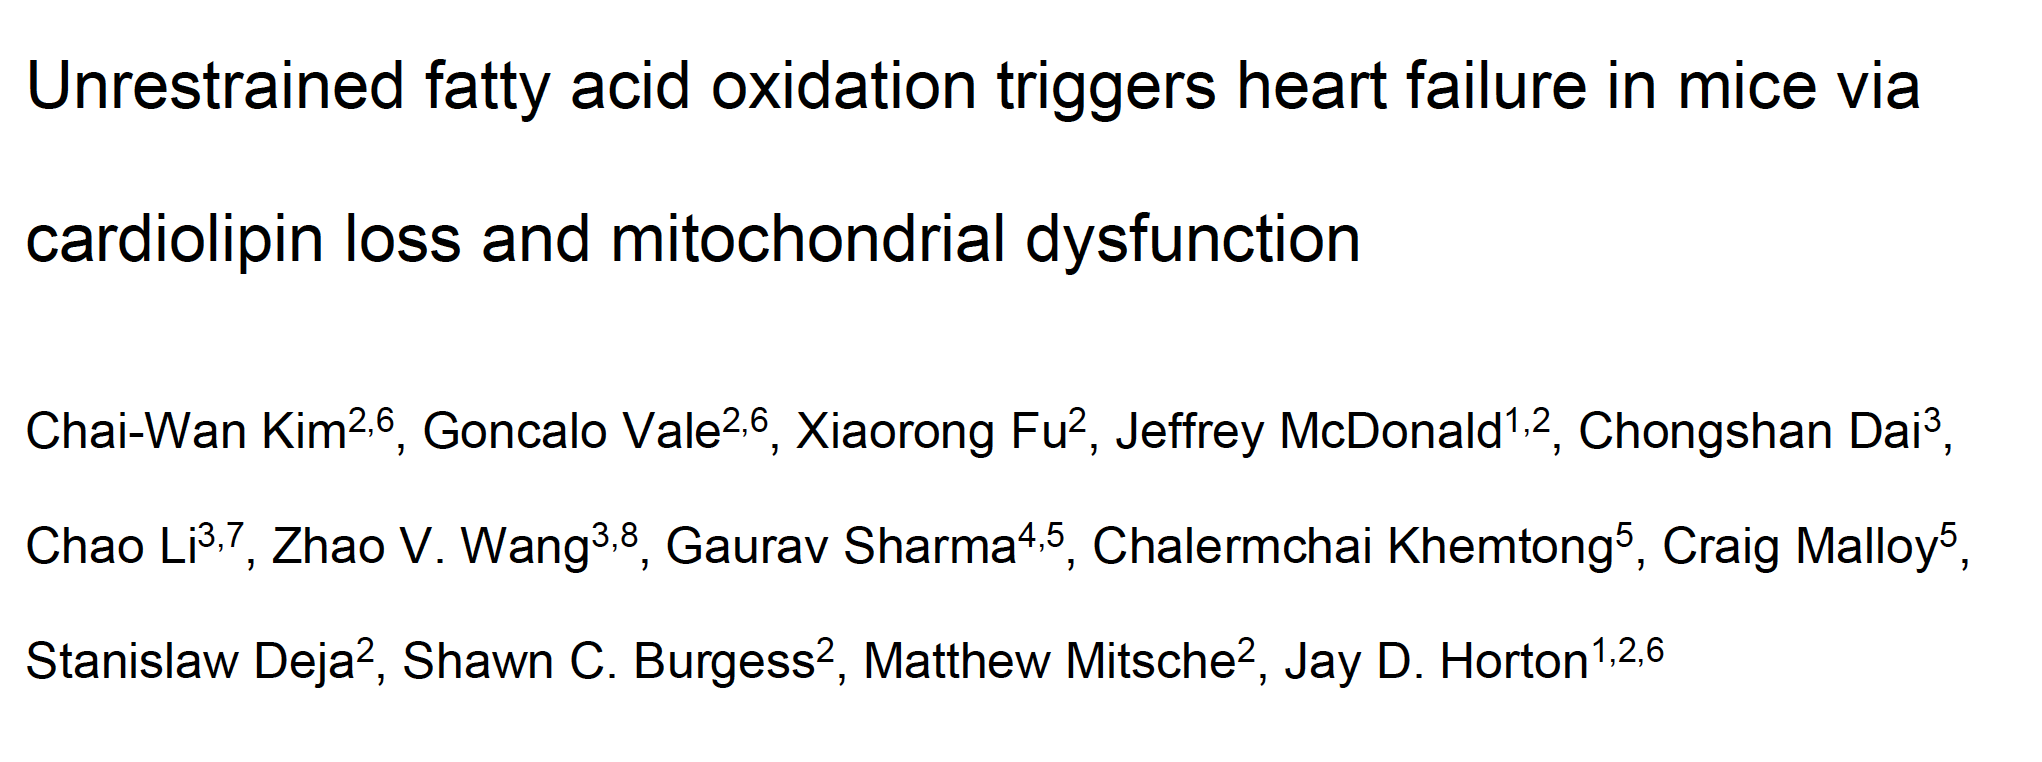 Unrestrained fatty acid oxidation triggers heart failure in mice via
cardiolipin loss and mitochondrial dysfunction
Chai-Wan Kim2,6, Goncalo Vale2,6, Xiaorong Fu2, Jeffrey McDonald1,2, Chongshan Dai3,
Chao Li3,7, Zhao V. Wang3,8, Gaurav Sharma4,5, Chalermchai Khemtong5, Craig Malloy5,
Stanislaw Deja2, Shawn C. Burgess2, Matthew Mitsche2, Jay D. Horton1,2,6